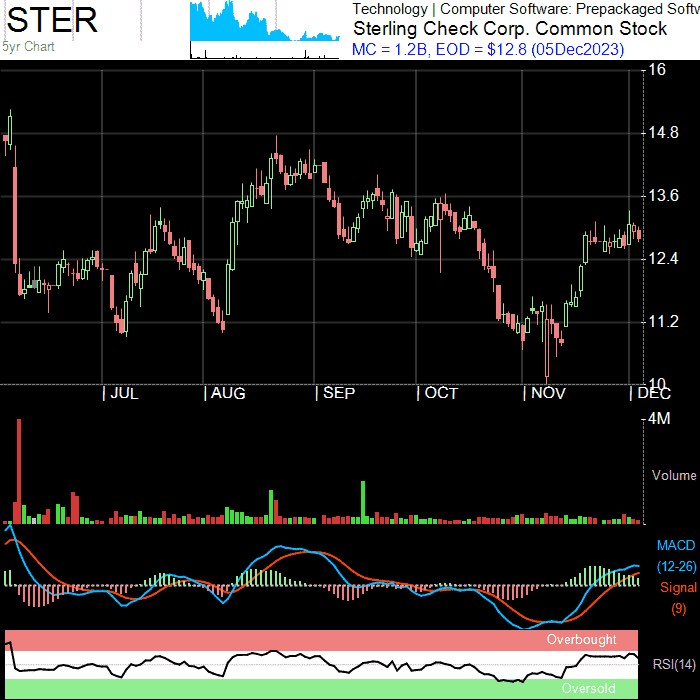 STER
5yr Chart
Technology | Computer Software: Prepackaged Softw
Sterling Check Corp. Common Stock
MC = 1.2B, EOD = $12.8 (05Dec2023)
16
14.8
13.6
12.4
11.2
10
JUL
AUG
SEP
OCT
NOV
DEC
4M
Volume
MACD
(12-26)
Signal
(9)
Overbought
RSI(14)
Oversold